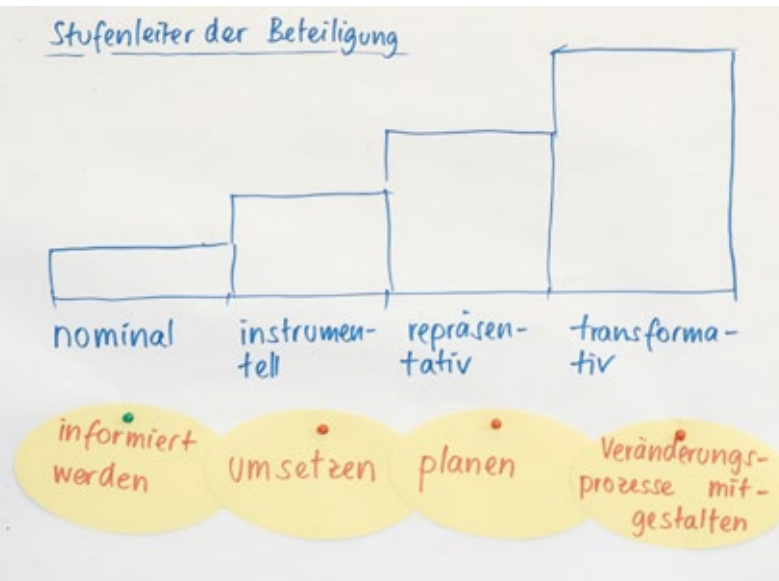 Stufenleiter der Beteiligung
nominal
instrumen-
tell
repräsen-
tativ
transforma-
tiv
informiert
werden
umsetzen
planen
Veränderungs-
prozesse mit-
gestalten